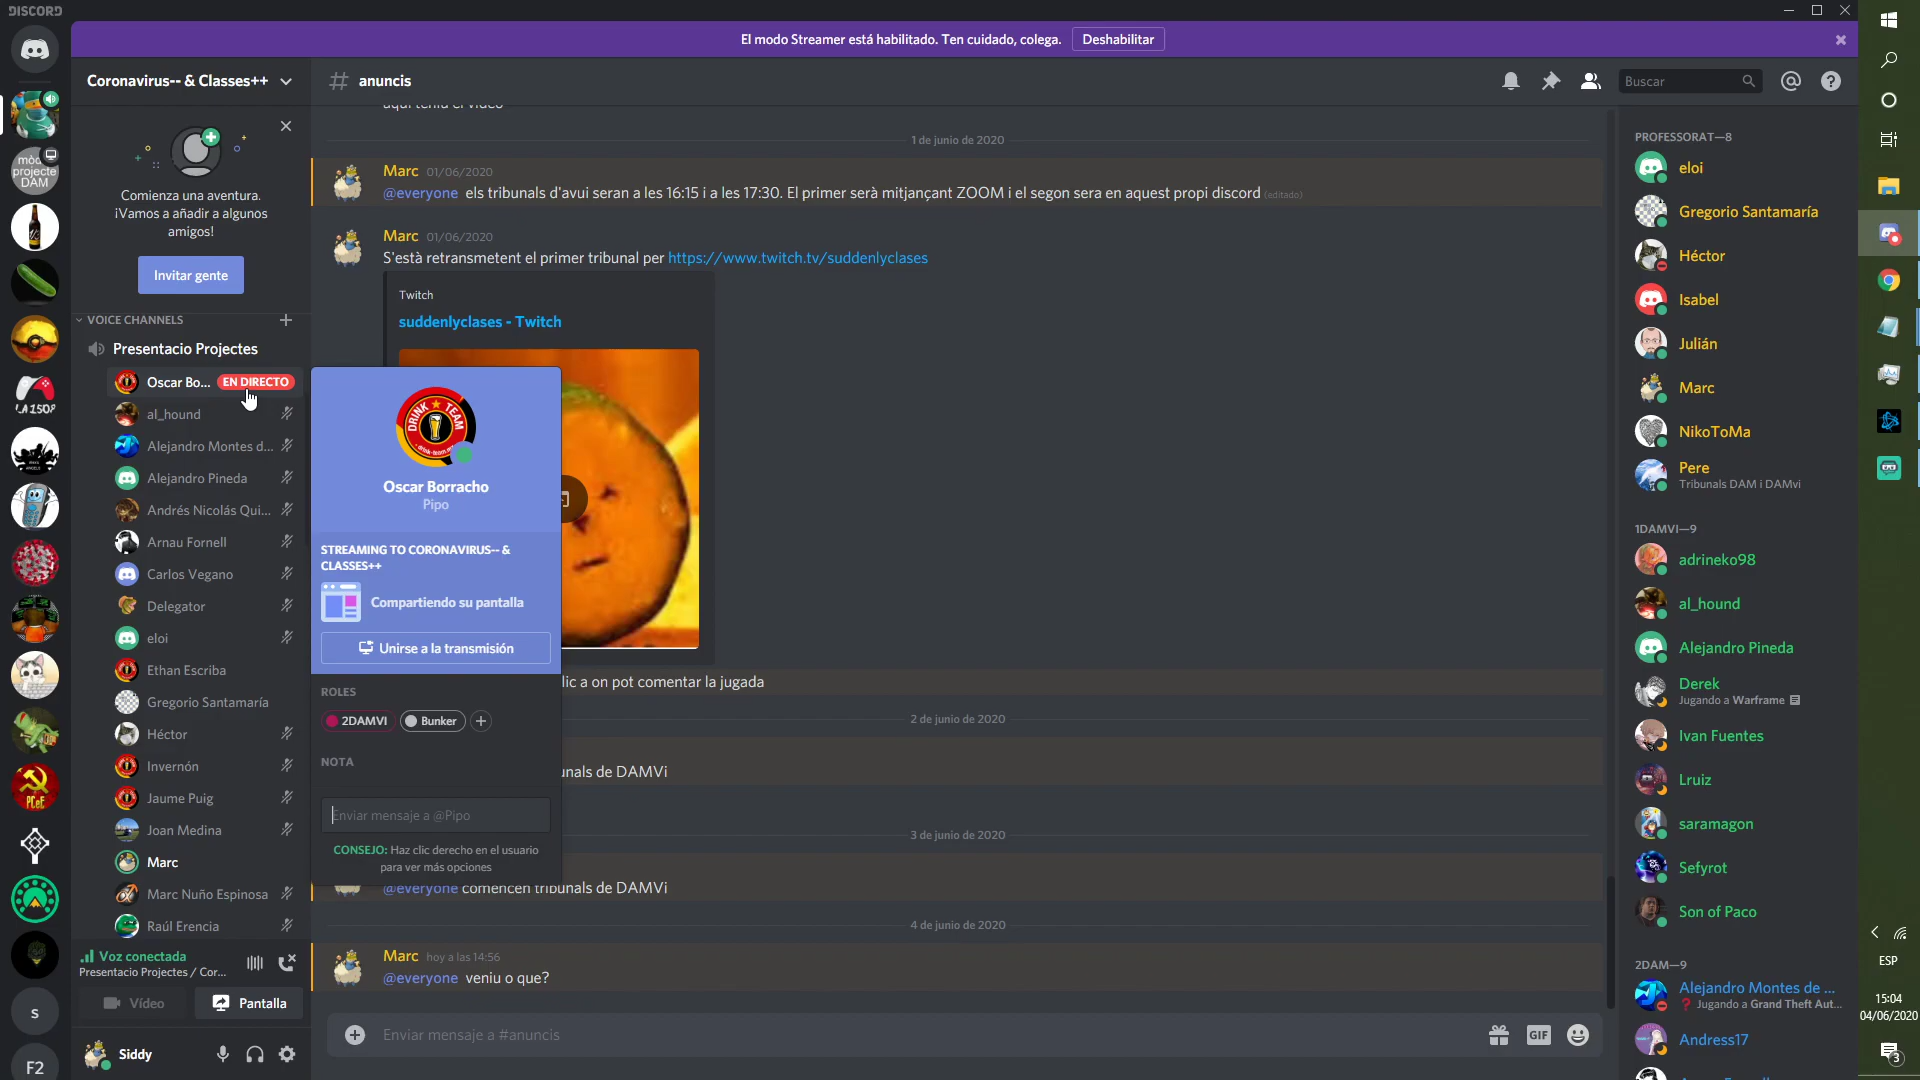 DISCORD
El modo Streamer está habilitado. Ten cuidado, colega.
Deshabilitar
Coronavirus-- & Classes++
# anuncis
Buscar
Comienza una aventura.
¡Vamos a añadir a algunos
amigos!
Invitar gente
VOICE CHANNELS
Presentacio Projectes
Oscar Bo... EN DIRECTO
al_hound
Alejandro Montes d...
Alejandro Pineda
Andrés Nicolás Qui...
Arnau Fornell
Carlos Vegano
Delegator
eloi
Ethan Escriba
Gregorio Santamaría
Héctor
Invernón
Jaume Puig
Joan Medina
Marc
Marc Nuño Espinosa
Raúl Erencia
Voz conectada
Presentacio Projectes / Cor...
Vídeo
Pantalla
Siddy
mòd
projecte
DAM
PCeE
S
F2
1 de junio de 2020
Marc 01/06/2020
@everyone els tribunals d'avui seran a les 16:15 i a les 17:30. El primer serà mitjançant ZOOM i el segon sera en aquest propi discord (editado)
Marc 01/06/2020
S'està retransmetent el primer tribunal per https://www.twitch.tv/suddenlyclases
Twitch
suddenlyclases - Twitch
DRINK TEAM
Oscar Borracho
Pipo
STREAMING TO CORONAVIRUS-- &
CLASSES++
Compartiendo su pantalla
Unirse a la transmisión
ROLES
2DAMVI
Bunker
NOTA
Enviar mensaje a @Pipo
CONSEJO: Haz clic derecho en el usuario
para ver más opciones
lic a on pot comentar la jugada
2 de junio de 2020
unals de DAMVi
3 de junio de 2020
@everyone comencen tribunals de DAMVi
4 de junio de 2020
Marc hoy a las 14:56
@everyone veniu o que?
Enviar mensaje a #anuncis
GIF
PROFESSORAT—8
eloi
Gregorio Santamaría
Héctor
Isabel
Julián
Marc
NikoToMa
Pere
Tribunals DAM i DAMvi
1DAMVI—9
adrineko98
al_hound
Alejandro Pineda
Derek
Jugando a Warframe
Ivan Fuentes
Lruiz
saramagon
Sefyrot
Son of Paco
2DAM—9
Alejandro Montes de ...
Jugando a Grand Theft Aut...
Andress17
ESP
15:04
04/06/2020
3